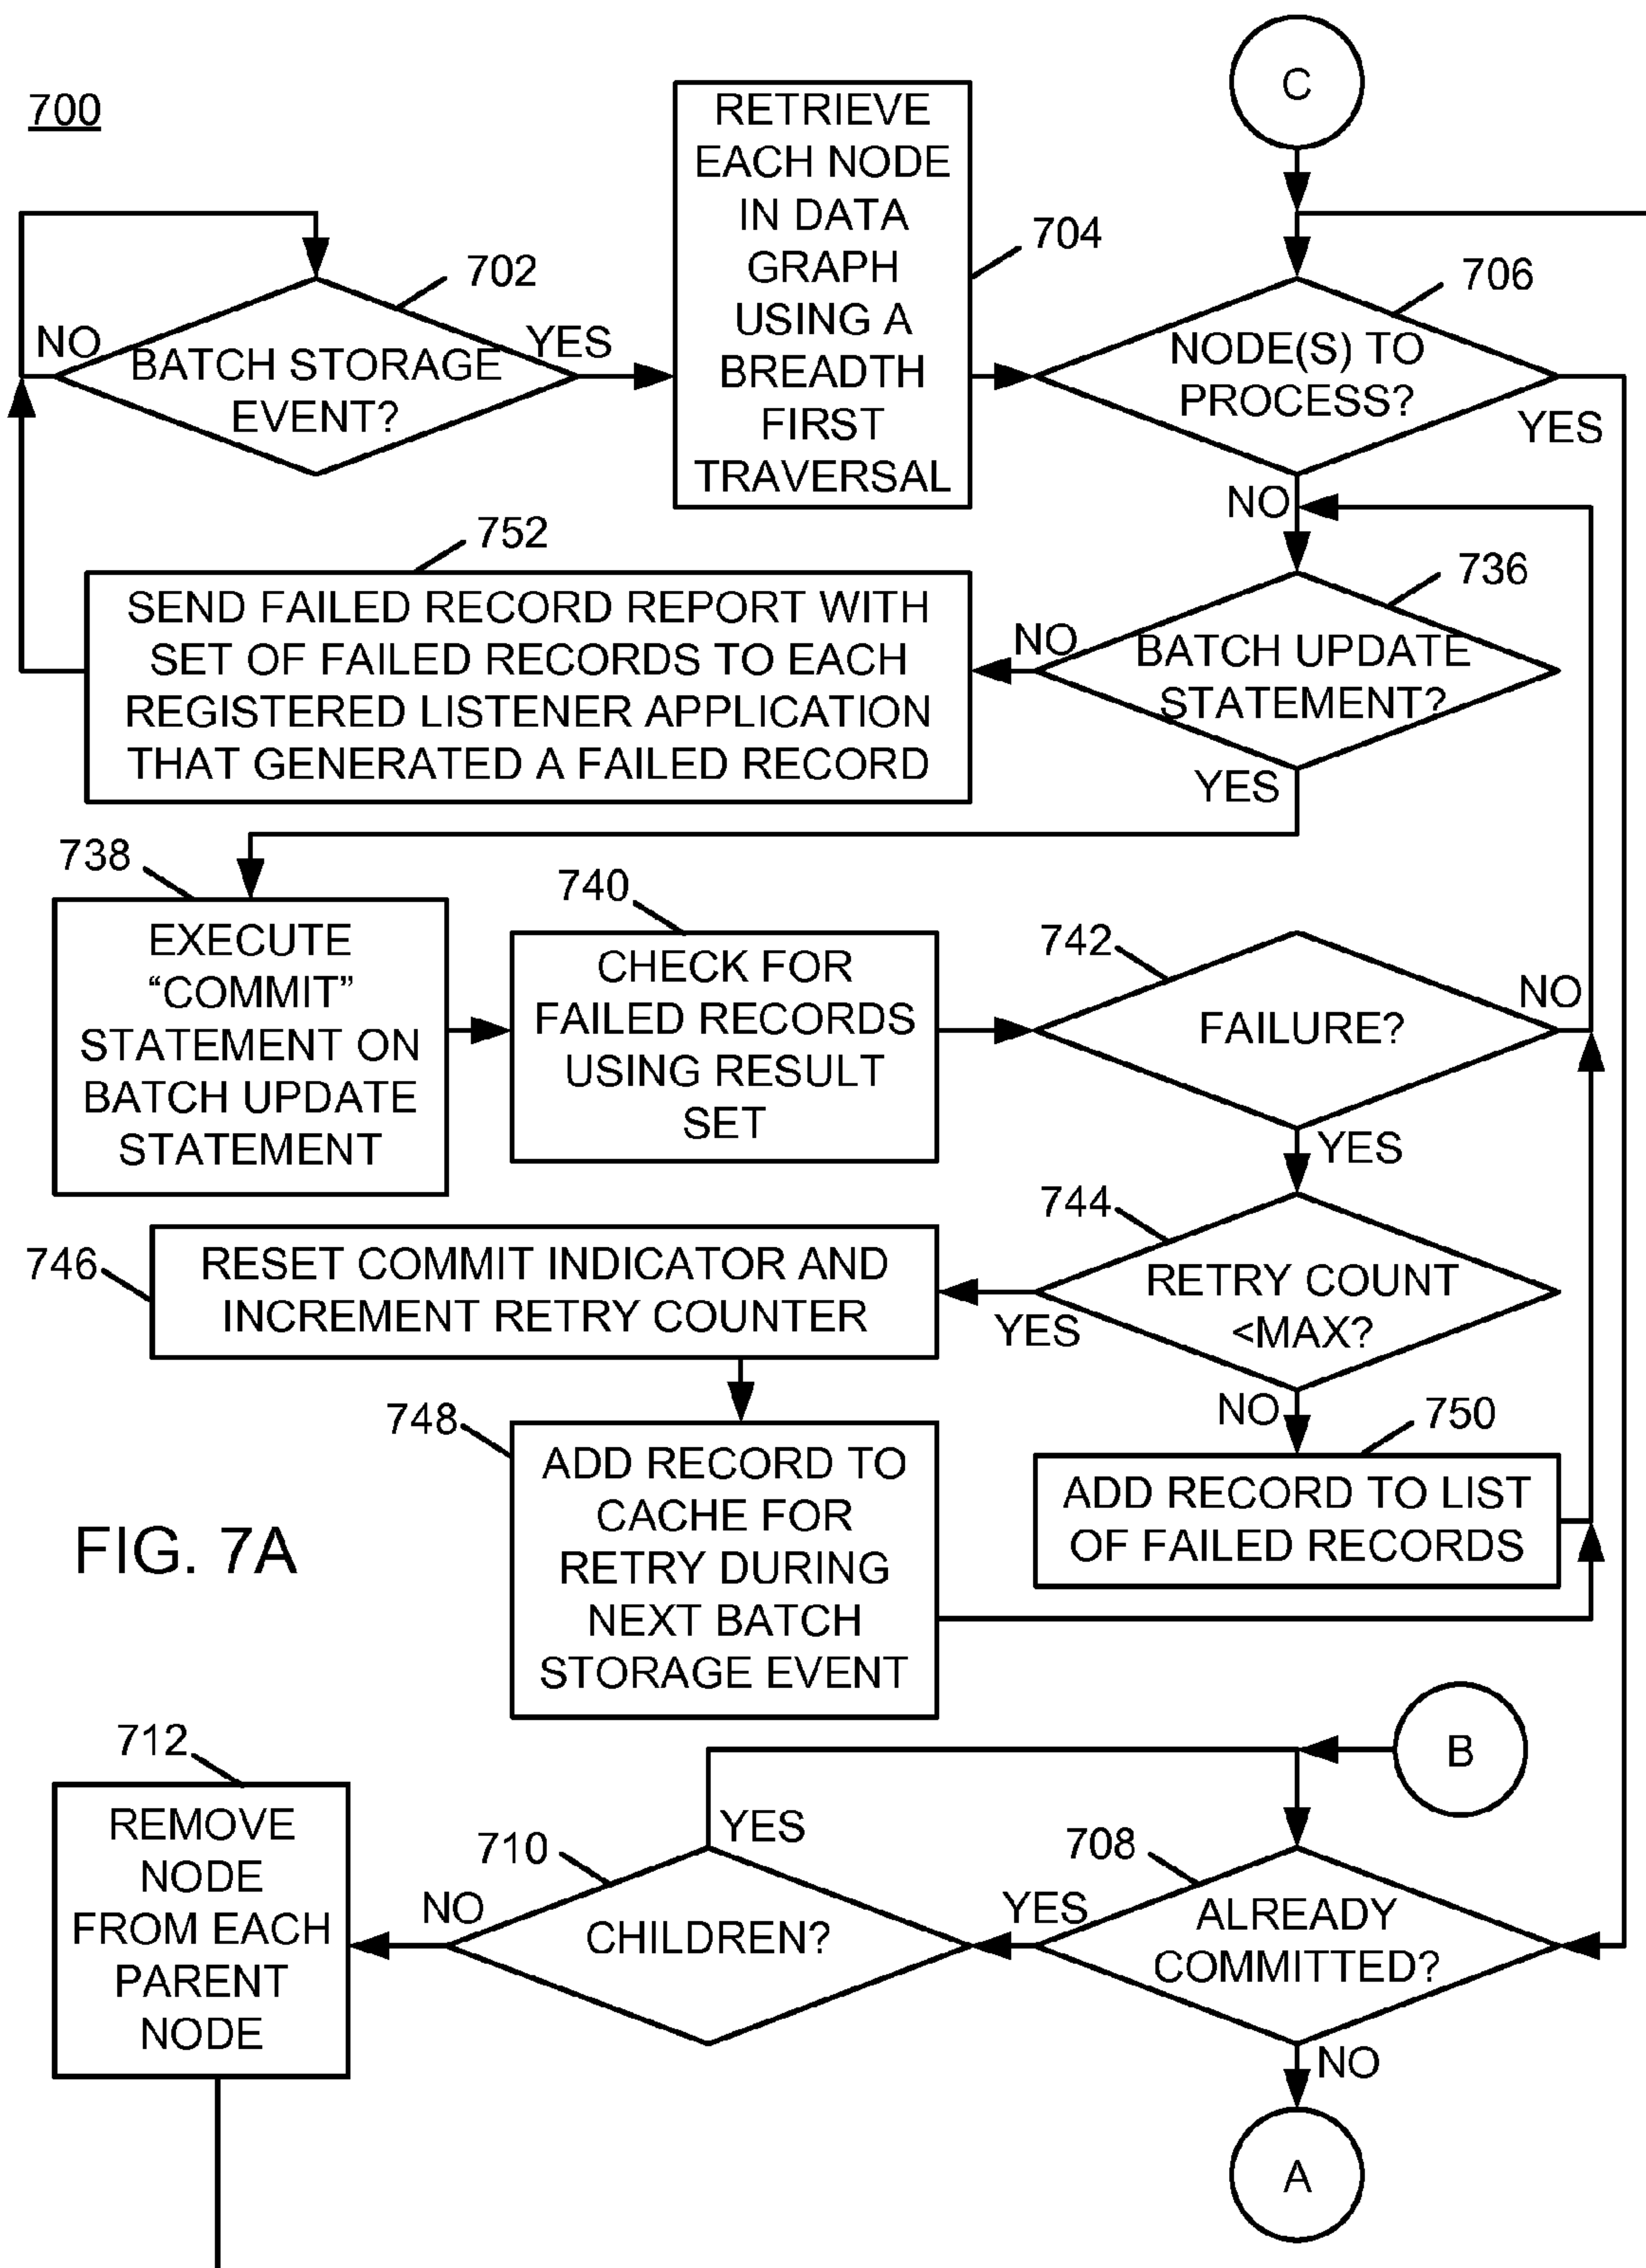 C
700
RETRIEVE
EACH NODE
IN DATA
GRAPH
USING A
BREADTH
FIRST
TRAVERSAL
704
702
706
NO
BATCH STORAGE
EVENT?
YES
NODE(S) TO
PROCESS?
YES
NO
752
SEND FAILED RECORD REPORT WITH
SET OF FAILED RECORDS TO EACH
REGISTERED LISTENER APPLICATION
THAT GENERATED A FAILED RECORD
736
NO
BATCH UPDATE
STATEMENT?
YES
738
EXECUTE
“COMMIT”
STATEMENT ON
BATCH UPDATE
STATEMENT
740
CHECK FOR
FAILED RECORDS
USING RESULT
SET
742
FAILURE?
NO
YES
744
RETRY COUNT
<MAX?
YES
NO
746
RESET COMMIT INDICATOR AND
INCREMENT RETRY COUNTER
748
ADD RECORD TO
CACHE FOR
RETRY DURING
NEXT BATCH
STORAGE EVENT
750
ADD RECORD TO LIST
OF FAILED RECORDS
FIG. 7A
B
712
REMOVE
NODE
FROM EACH
PARENT
NODE
710
YES
NO
CHILDREN?
708
YES
ALREADY
COMMITTED?
NO
A